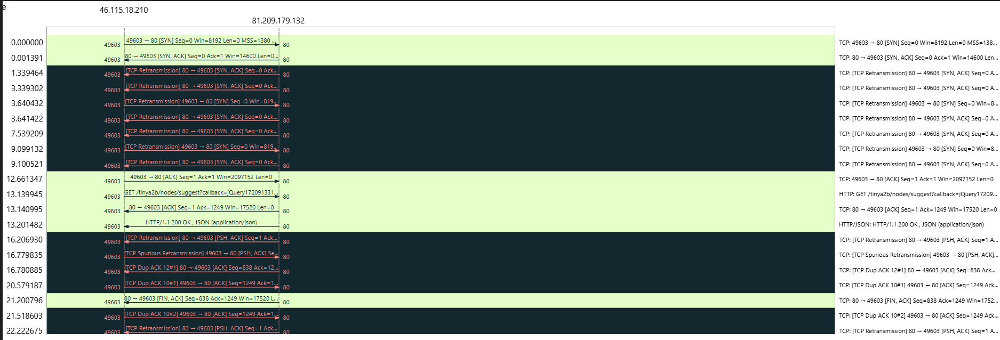 e
46.115.18.210
81.209.179.132
0.000000 49603 49603 → 80 [SYN] Seq=0 Win=8192 Len=0 MSS=1380 ... 80 TCP: 49603 → 80 [SYN] Seq=0 Win=8192 Len=0 MSS=138...
0.001391 49603 80 → 49603 [SYN, ACK] Seq=0 Ack=1 Win=14600 Len=0... 80 TCP: 80 → 49603 [SYN, ACK] Seq=0 Ack=1 Win=14600 Len...
1.339464 49603 [TCP Retransmission] 80 → 49603 [SYN, ACK] Seq=0 Ack... 80 TCP: [TCP Retransmission] 80 → 49603 [SYN, ACK] Seq=0 A...
3.339302 49603 [TCP Retransmission] 80 → 49603 [SYN, ACK] Seq=0 Ack... 80 TCP: [TCP Retransmission] 80 → 49603 [SYN, ACK] Seq=0 A...
3.640432 49603 [TCP Retransmission] 49603 → 80 [SYN] Seq=0 Win=819... 80 TCP: [TCP Retransmission] 49603 → 80 [SYN] Seq=0 Win=8...
3.641422 49603 [TCP Retransmission] 80 → 49603 [SYN, ACK] Seq=0 Ack... 80 TCP: [TCP Retransmission] 80 → 49603 [SYN, ACK] Seq=0 A...
7.539209 49603 [TCP Retransmission] 80 → 49603 [SYN, ACK] Seq=0 Ack... 80 TCP: [TCP Retransmission] 80 → 49603 [SYN, ACK] Seq=0 A...
9.099132 49603 [TCP Retransmission] 49603 → 80 [SYN] Seq=0 Win=819... 80 TCP: [TCP Retransmission] 49603 → 80 [SYN] Seq=0 Win=8...
9.100521 49603 [TCP Retransmission] 80 → 49603 [SYN, ACK] Seq=0 Ack... 80 TCP: [TCP Retransmission] 80 → 49603 [SYN, ACK] Seq=0 A...
12.661347 49603 49603 → 80 [ACK] Seq=1 Ack=1 Win=2097152 Len=0 80 TCP: 49603 → 80 [ACK] Seq=1 Ack=1 Win=2097152 Len=0
13.139945 49603 GET /tinya2b/nodes/suggest?callback=jQuery172091331... 80 HTTP: GET /tinya2b/nodes/suggest?callback=jQuery17209...
13.140995 49603 80 → 49603 [ACK] Seq=1 Ack=1249 Win=17520 Len=0 80 TCP: 80 → 49603 [ACK] Seq=1 Ack=1249 Win=17520 Len=0
13.201482 49603 HTTP/1.1 200 OK , JSON (application/json) 80 HTTP/JSON: HTTP/1.1 200 OK , JSON (application/json)
16.206930 49603 [TCP Retransmission] 80 → 49603 [PSH, ACK] Seq=1 Ack... 80 TCP: [TCP Retransmission] 80 → 49603 [PSH, ACK] Seq=1 A...
16.779835 49603 [TCP Spurious Retransmission] 49603 → 80 [PSH, ACK] Se... 80 TCP: [TCP Spurious Retransmission] 49603 → 80 [PSH, ACK]...
16.780885 49603 [TCP Dup ACK 12#1] 80 → 49603 [ACK] Seq=838 Ack=12... 80 TCP: [TCP Dup ACK 12#1] 80 → 49603 [ACK] Seq=838 Ack...
20.579187 49603 [TCP Dup ACK 10#1] 49603 → 80 [ACK] Seq=1249 Ack=1... 80 TCP: [TCP Dup ACK 10#1] 49603 → 80 [ACK] Seq=1249 Ack...
21.200796 49603 80 → 49603 [FIN, ACK] Seq=838 Ack=1249 Win=17520 L... 80 TCP: 80 → 49603 [FIN, ACK] Seq=838 Ack=1249 Win=1752...
21.518603 49603 [TCP Dup ACK 10#2] 49603 → 80 [ACK] Seq=1249 Ack=1... 80 TCP: [TCP Dup ACK 10#2] 49603 → 80 [ACK] Seq=1249 Ack...
22.222675 49603 [TCP Retransmission] 80 → 49603 [PSH, ACK] Seq=1 Ack... 80 TCP: [TCP Retransmission] 80 → 49603 [PSH, ACK] Seq=1 A...